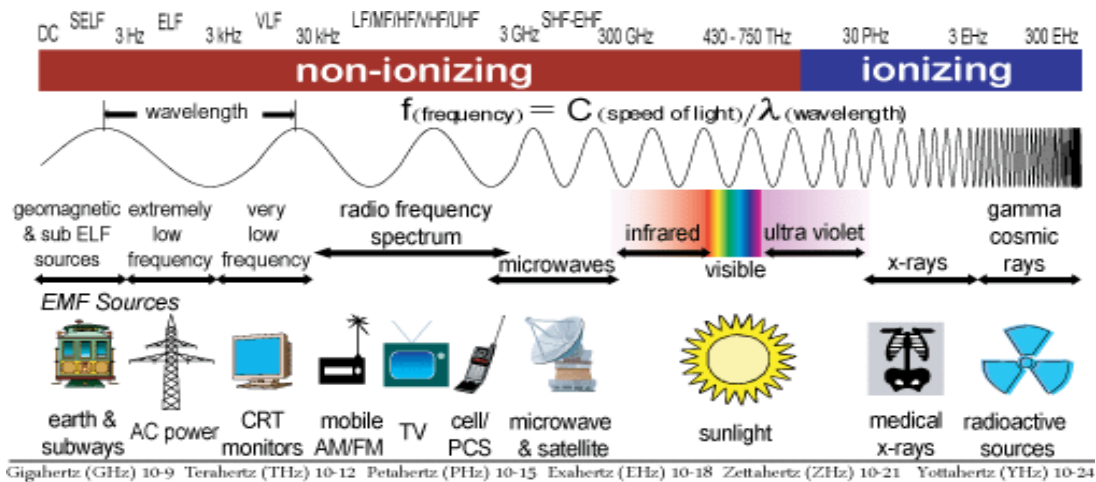 DC SELF 3 Hz ELF 3 kHz VLF 30 kHz LF/MF/HF/VHF/UHF 3 GHz SHF-EHF 300 GHz 430 - 750 THz 30 PHz 3 EHz 300 EHz
non-ionizing ionizing
wavelength
f(frequency) = C (speed of light)/λ (wavelength)
geomagnetic
& sub ELF
sources
extremely
low
frequency
very
low
frequency
radio frequency
spectrum
microwaves
infrared
visible
ultra violet
x-rays
gamma
cosmic
rays
EMF Sources
earth &
subways
AC power
CRT
monitors
mobile
AM/FM
TV
cell/
PCS
microwave
& satellite
sunlight
medical
x-rays
radioactive
sources
Gigahertz (GHz) 10-9 Terahertz (THz) 10-12 Petahertz (PHz) 10-15 Exahertz (EHz) 10-18 Zettahertz (ZHz) 10-21 Yottahertz (YHz) 10-24